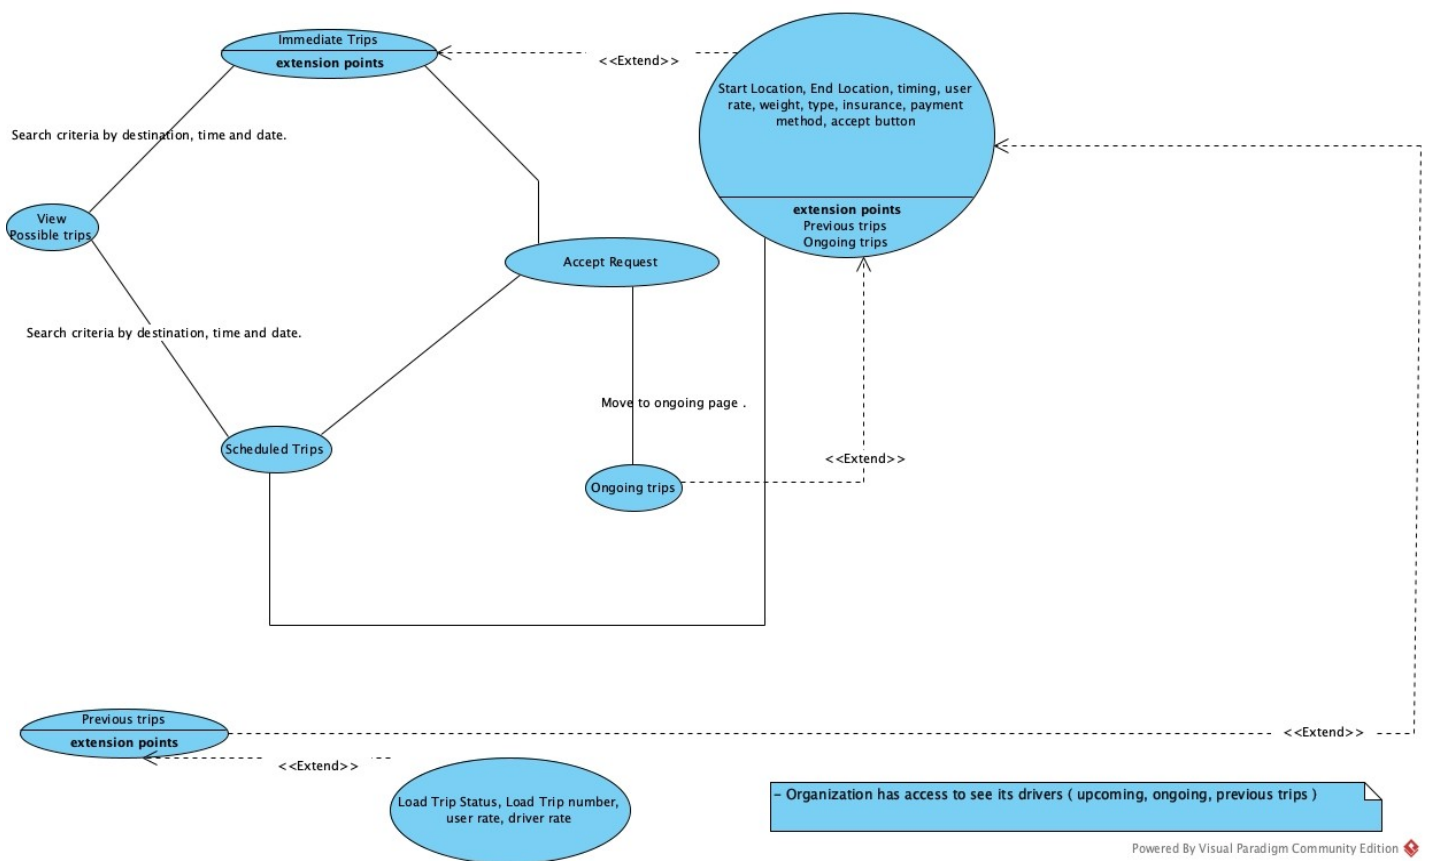 Immediate Trips
extension points
<<Extend>>
Start Location, End Location, timing, user
rate, weight, type, insurance, payment
method, accept button
extension points
Previous trips
Ongoing trips
Search criteria by destination, time and date.
View
Possible trips
Accept Request
Search criteria by destination, time and date.
Move to ongoing page .
Scheduled Trips
<<Extend>>
Ongoing trips
Previous trips
extension points
<<Extend>>
<<Extend>>
Load Trip Status, Load Trip number,
user rate, driver rate
- Organization has access to see its drivers ( upcoming, ongoing, previous trips )
Powered By Visual Paradigm Community Edition